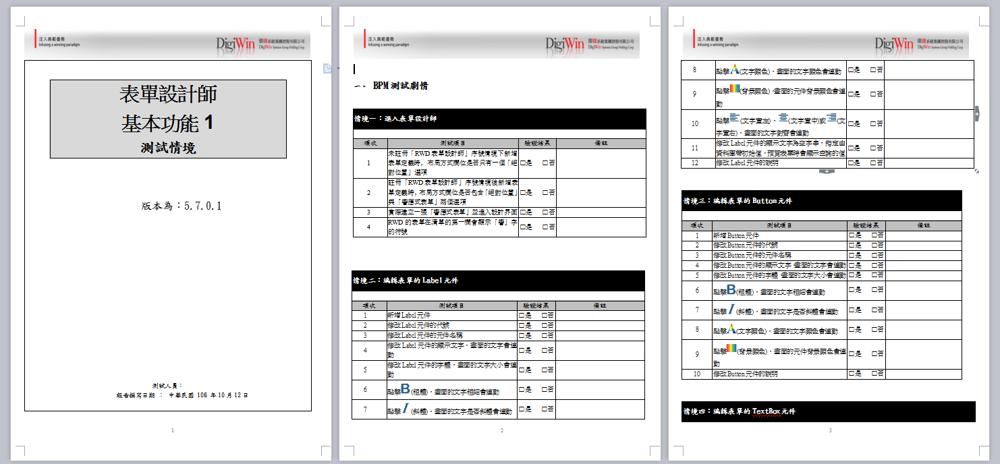 注入典範優勢
Infusing a winning paradigm
DigiWin 鼎捷系統集團控股有限公司
DigiWin Systems Group Holding Corp.
表單設計師
基本功能 1
測試情境
版本為：5.7.0.1
測試人員：
報告撰寫日期 ： 中華民國 106 年 10 月 12 日
1
注入典範優勢
Infusing a winning paradigm
DigiWin 鼎捷系統集團控股有限公司
DigiWin Systems Group Holding Corp.
一、 BPM 測試劇情
情境一：進入表單設計師
項次 測試項目 驗證結果 備註
1 未註冊「RWD 表單設計師」序號情境下新增
表單定義時，布局方式欄位是否只有一個「絕
對位置」選項 □是 □否
2 註冊「RWD 表單設計師」序號情境後新增表
單定義時，布局方式欄位是否包含「絕對位置」
與「響應式表單」兩個選項 □是 □否
3 實際建立一張「響應式表單」並進入設計界面 □是 □否
4 RWD 的表單在清單的第一欄會顯示「響」字
的符號 □是 □否
情境二：編輯表單的 Label 元件
項次 測試項目 驗證結果 備註
1 新增 Label 元件 □是 □否
2 修改 Label 元件的代號 □是 □否
3 修改 Label 元件的元件名稱 □是 □否
4 修改 Label 元件的顯示文字，畫面的文字會連
動 □是 □否
5 修改 Label 元件的字體，畫面的文字大小會連
動 □是 □否
6 點擊B(粗體)，畫面的文字粗細會連動 □是 □否
7 點擊I(斜體)，畫面的文字是否斜體會連動 □是 □否
2
注入典範優勢
Infusing a winning paradigm
DigiWin 鼎捷系統集團控股有限公司
DigiWin Systems Group Holding Corp.
8 點擊A(文字顏色)，畫面的文字顏色會連動 □是 □否
9 點擊(背景顏色)，畫面的元件背景顏色會連
動 □是 □否
10 點擊(文字置左)、(文字置中)或(文
字置右)，畫面的文字對齊會連動 □是 □否
11 修改 Label 元件的顯示文字為空字串，指定由
資料庫帶初始值，預覽表單時會顯示查詢的值 □是 □否
12 修改 Label 元件的說明 □是 □否
情境三：編輯表單的 Button 元件
項次 測試項目 驗證結果 備註
1 新增 Button 元件 □是 □否
2 修改 Button 元件的代號 □是 □否
3 修改 Button 元件的元件名稱 □是 □否
4 修改 Button 元件的顯示文字，畫面的文字會連動 □是 □否
5 修改 Button 元件的字體，畫面的文字大小會連動 □是 □否
6 點擊B(粗體)，畫面的文字粗細會連動 □是 □否
7 點擊I(斜體)，畫面的文字是否斜體會連動 □是 □否
8 點擊A(文字顏色)，畫面的文字顏色會連動 □是 □否
9 點擊(背景顏色)，畫面的元件背景顏色會連
動 □是 □否
10 修改 Button 元件的說明 □是 □否
情境四：編輯表單的 TextBox 元件
3